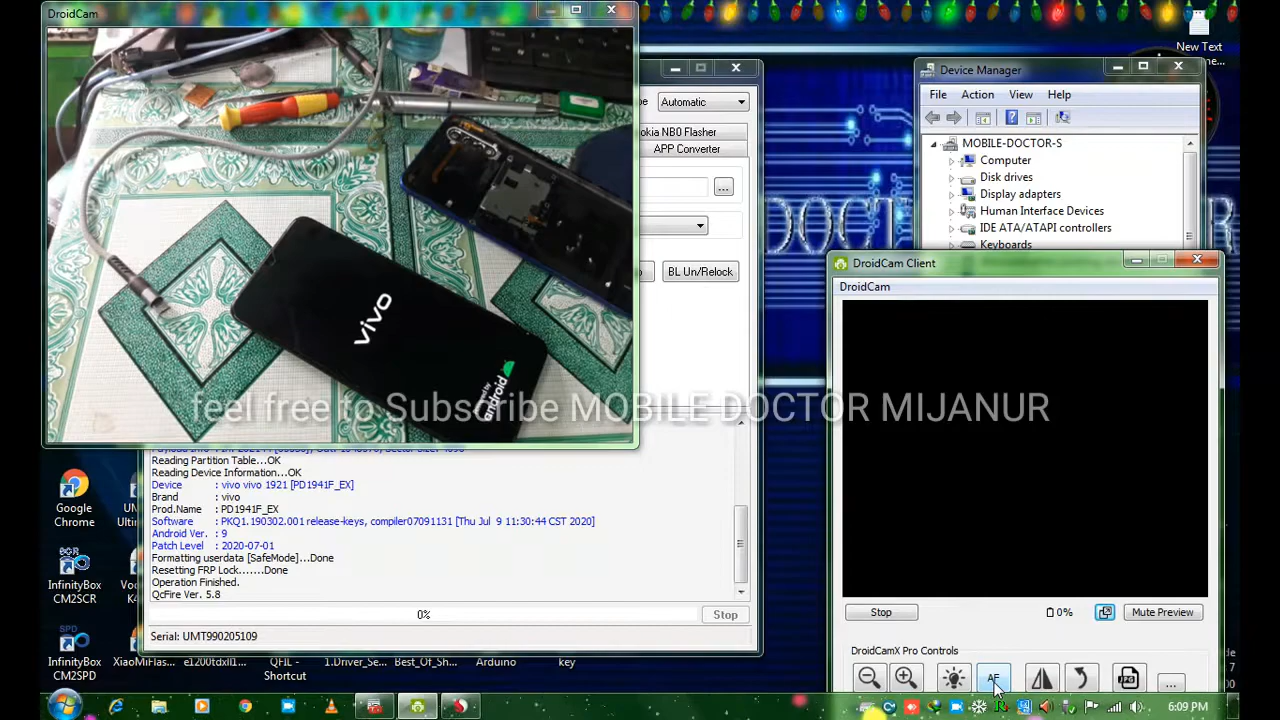 DroidCam
New Text
Device Manager
Automatic
File Action View Help
NB0 Flasher
APP Converter
MOBILE-DOCTOR-S
Computer
Disk drives
Display adapters
Human Interface Devices
IDE ATA/ATAPI controllers
Keyboards
BL Un/Relock
DroidCam Client
DroidCam
vivo
android
feel free to Subscribe MOBILE DOCTOR MIJANUR
Reading Partition Table...OK
Reading Device Information...OK
Device : vivo vivo 1921 [PD1941F_EX]
Brand : vivo
Prod.Name : PD1941F_EX
Software : PKQ1.190302.001 release-keys, compiler07091131 [Thu Jul 9 11:30:44 CST 2020]
Android Ver. : 9
Patch Level : 2020-07-01
Formatting userdata [SafeMode]...Done
Resetting FRP Lock.......Done
Operation Finished.
QcFire Ver. 5.8
0%
Stop
Serial: UMT990205109
Google
Chrome
InfinityBox
CM2SCR
SPD
InfinityBox
CM2SPD
XiaoMiFlas...
e1200tdxll1...
QFIL -
Shortcut
1.Driver_Se...
Best_Of_Sh...
Arduino
key
Stop
0%
Mute Preview
DroidCamX Pro Controls
AF
JPG
...
6:09 PM